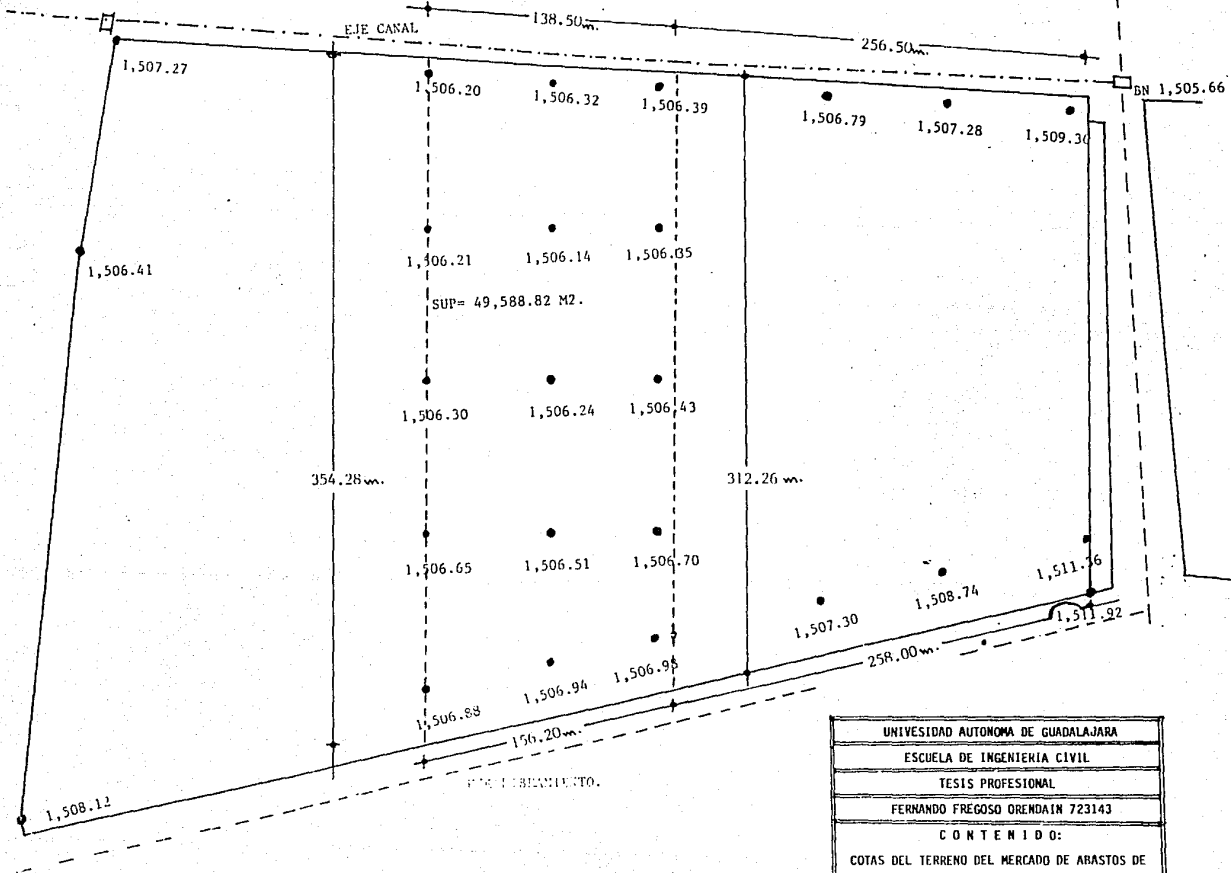 138.50m.
EJE CANAL
256.50m.
1,507.27
1,506.20
1,506.32
1,506.39
1,506.79
1,507.28
1,509.30
BN 1,505.66
1,506.41
1,506.21
1,506.14
1,506.35
SUP= 49,588.82 M2.
1,506.30
1,506.24
1,506.43
354.28m.
312.26 m.
1,506.65
1,506.51
1,506.70
1,507.30
1,508.74
1,511.36
1,511.92
1,506.88
1,506.94
1,506.95
258.00m.
156.20m.
1,508.12
UNIVESIDAD AUTONOMA DE GUADALAJARA
ESCUELA DE INGENIERIA CIVIL
TESIS PROFESIONAL
FERNANDO FREGOSO ORENDAIN 723143
CONTENIDO:
COTAS DEL TERRENO DEL MERCADO DE ABASTOS DE